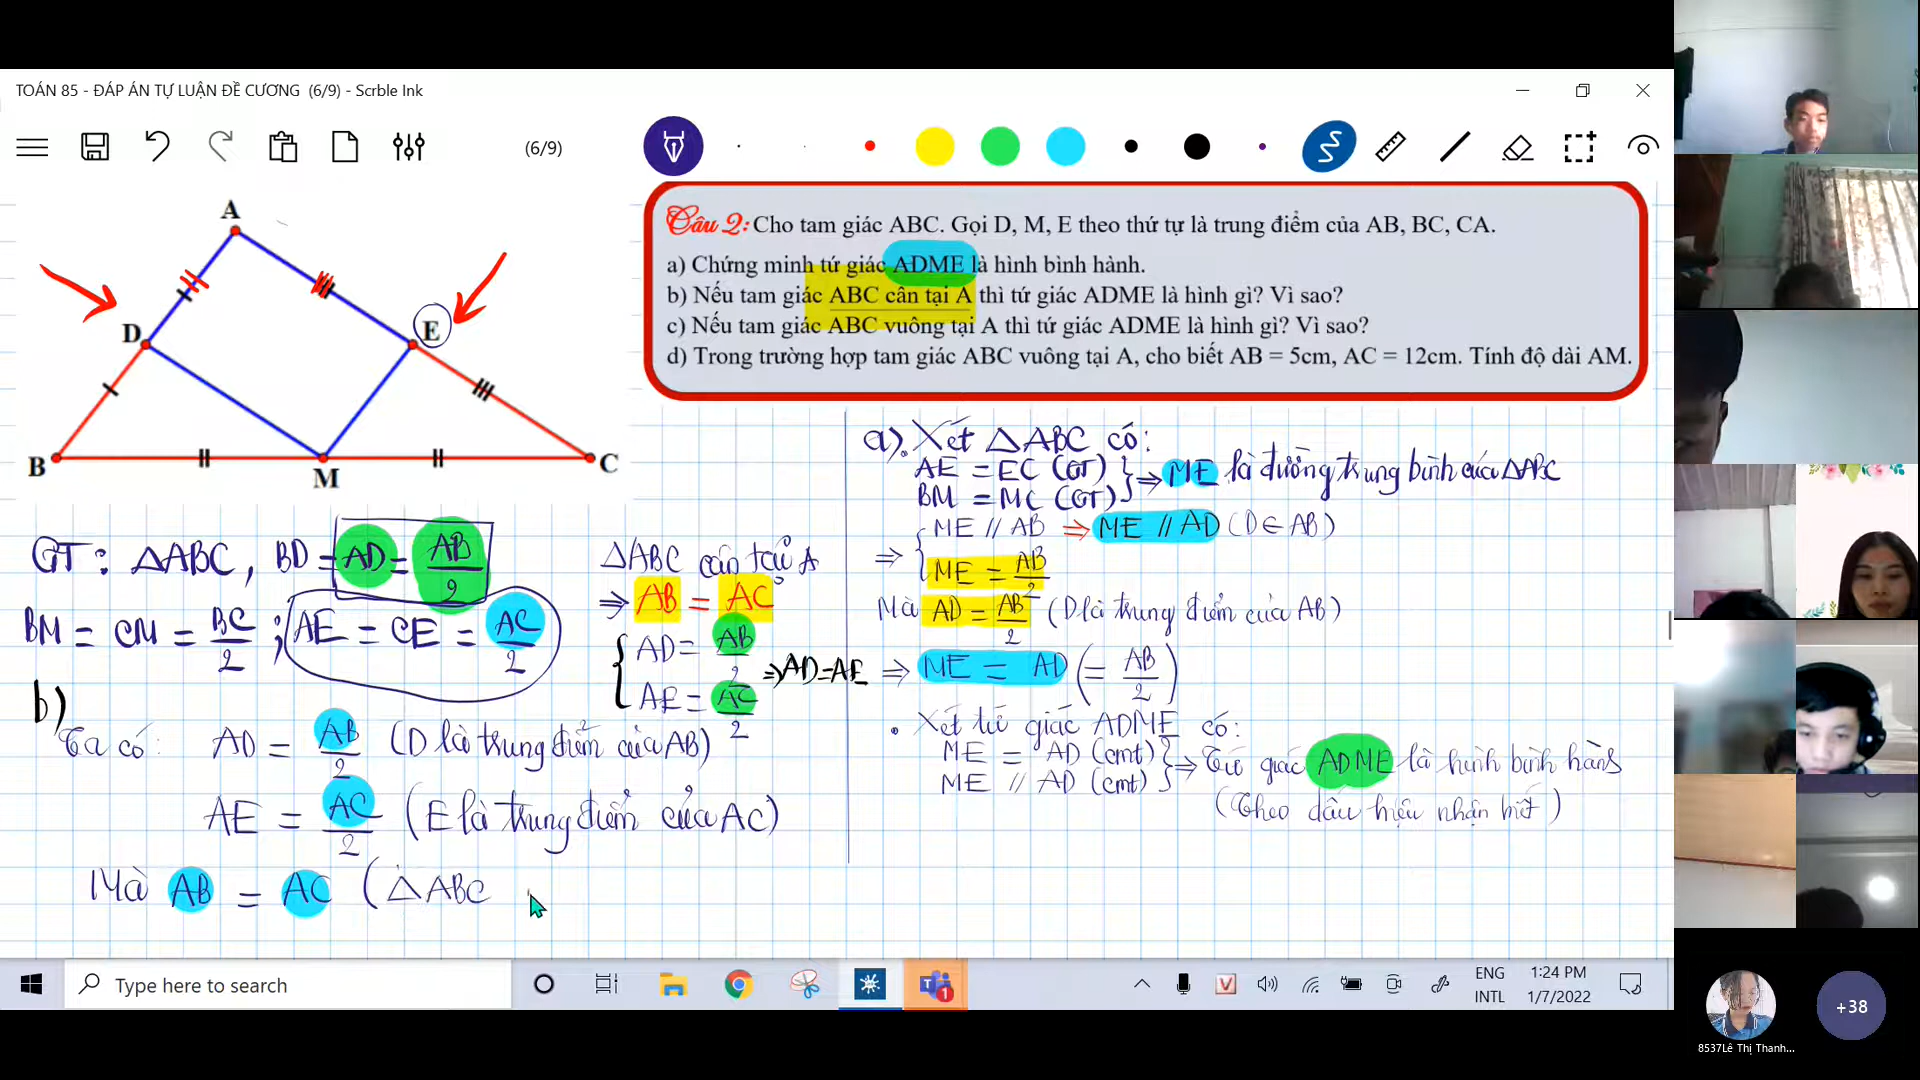 TOÁN 85 - ĐÁP ÁN TỰ LUẬN ĐỀ CƯƠNG (6/9) - Scrble Ink
(6/9)
Câu 2: Cho tam giác ABC. Gọi D, M, E theo thứ tự là trung điểm của AB, BC, CA.
a) Chứng minh tứ giác ADME là hình bình hành.
b) Nếu tam giác ABC cân tại A thì tứ giác ADME là hình gì? Vì sao?
c) Nếu tam giác ABC vuông tại A thì tứ giác ADME là hình gì? Vì sao?
d) Trong trường hợp tam giác ABC vuông tại A, cho biết AB = 5cm, AC = 12cm. Tính độ dài AM.
A
D
E
B
M
C
GT: △ABC, BD = AD = AB/2
BM = CM = BC/2 ; AE = CE = AC/2
△ABC cân tại A
⇒ AB = AC
{ AD = AB/2
AE = AC/2
⇒ AD = AE
b)
Ta có: AD = AB/2 (D là trung điểm của AB)
AE = AC/2 (E là trung điểm của AC)
Mà AB = AC (△ABC
a). Xét △ABC có:
AE = EC (GT)
BM = MC (GT)
} ⇒ ME là đường trung bình của △ABC
⇒ { ME // AB ⇒ ME // AD (D ∈ AB)
ME = AB/2
Mà AD = AB/2 (D là trung điểm của AB)
⇒ ME = AD (= AB/2)
• Xét tứ giác ADME có:
ME = AD (cmt)
ME // AD (cmt)
} ⇒ Tứ giác ADME là hình bình hành
(Theo dấu hiệu nhận biết)
Type here to search
1
ENG
INTL
1:24 PM
1/7/2022
8537Lê Thị Thanh...
+38